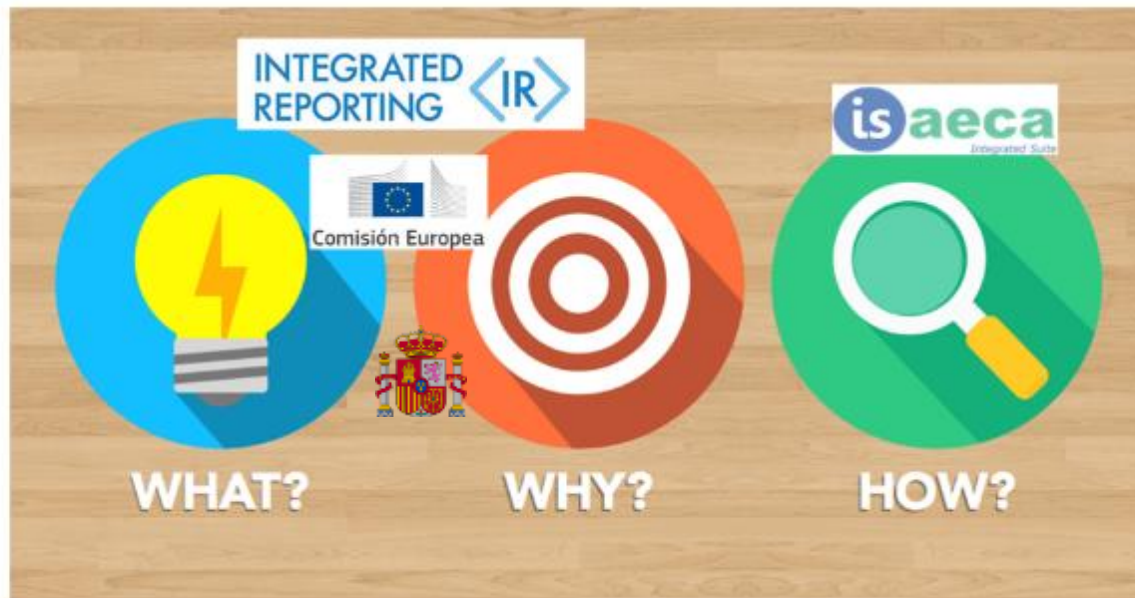 INTEGRATED
REPORTING <IR>
is aeca
Integrated Suite
Comisión Europea
WHAT?
WHY?
HOW?